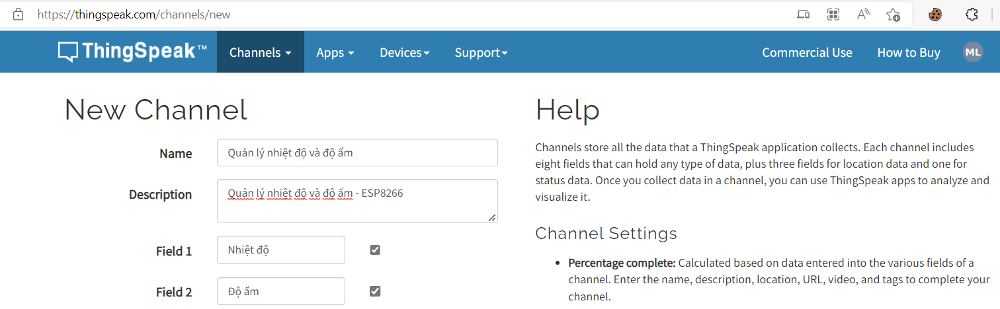 https://thingspeak.com/channels/new
ThingSpeak™ Channels Apps Devices Support Commercial Use How to Buy ML
New Channel
Name Quản lý nhiệt độ và độ ẩm
Description Quản lý nhiệt độ và độ ẩm - ESP8266
Field 1 Nhiệt độ
Field 2 Độ ẩm
Help
Channels store all the data that a ThingSpeak application collects. Each channel includes
eight fields that can hold any type of data, plus three fields for location data and one for
status data. Once you collect data in a channel, you can use ThingSpeak apps to analyze and
visualize it.
Channel Settings
• Percentage complete: Calculated based on data entered into the various fields of a
channel. Enter the name, description, location, URL, video, and tags to complete your
channel.